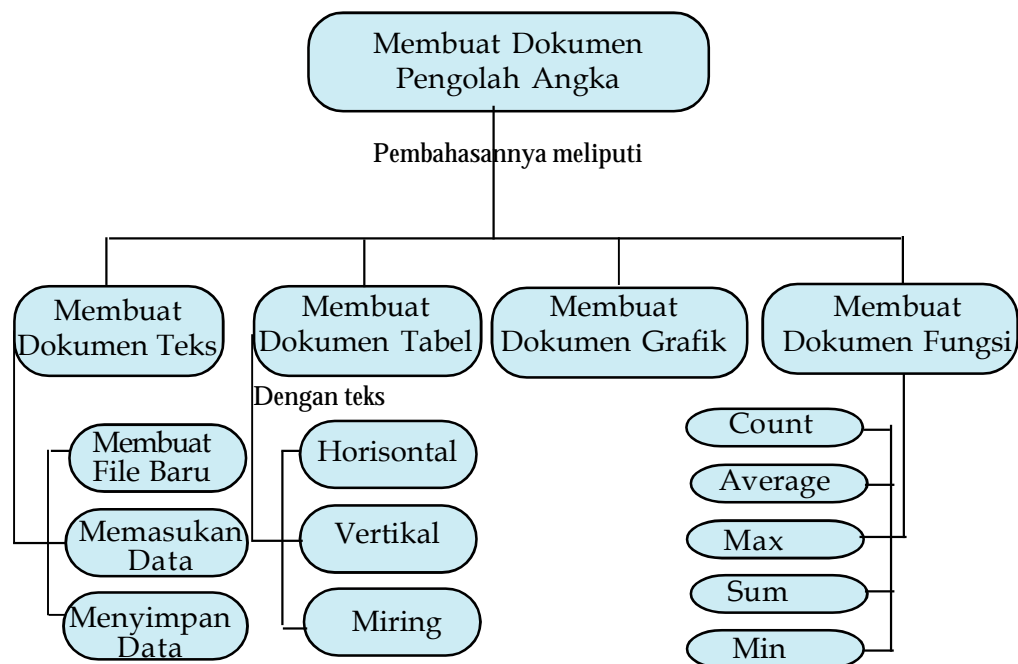 Membuat Dokumen
Pengolah Angka
Pembahasannya meliputi
Membuat
Dokumen Teks
Membuat
Dokumen Tabel
Membuat
Dokumen Grafik
Membuat
Dokumen Fungsi
Dengan teks
Membuat
File Baru
Memasukan
Data
Menyimpan
Data
Horisontal
Vertikal
Miring
Count
Average
Max
Sum
Min